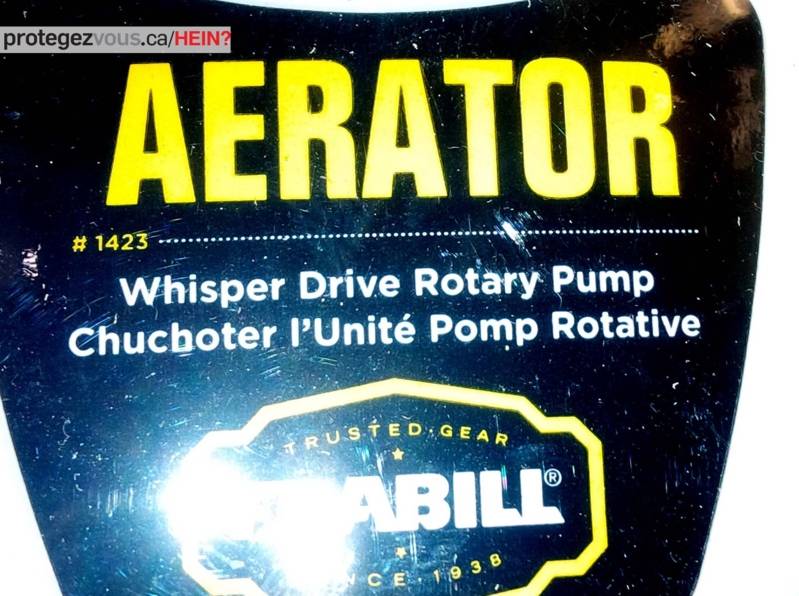 protegezvous.ca/HEIN?
AERATOR
# 1423
Whisper Drive Rotary Pump
Chuchoter l'Unité Pomp Rotative
TRUSTED·GEAR
1938